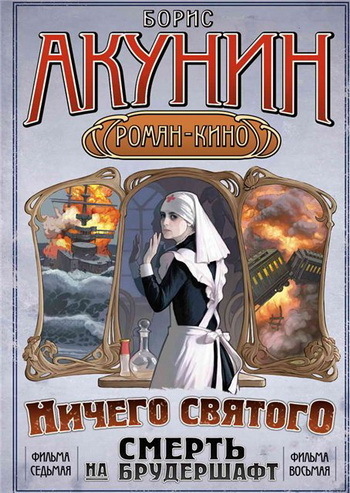 БОРИС
АКУНИН
РОМАН-КИНО
НИЧЕГО СВЯТОГО
ФИЛЬМА
СЕДЬМАЯ
СМЕРТЬ
НА БРУДЕРШАФТ
ФИЛЬМА
ВОСЬМАЯ